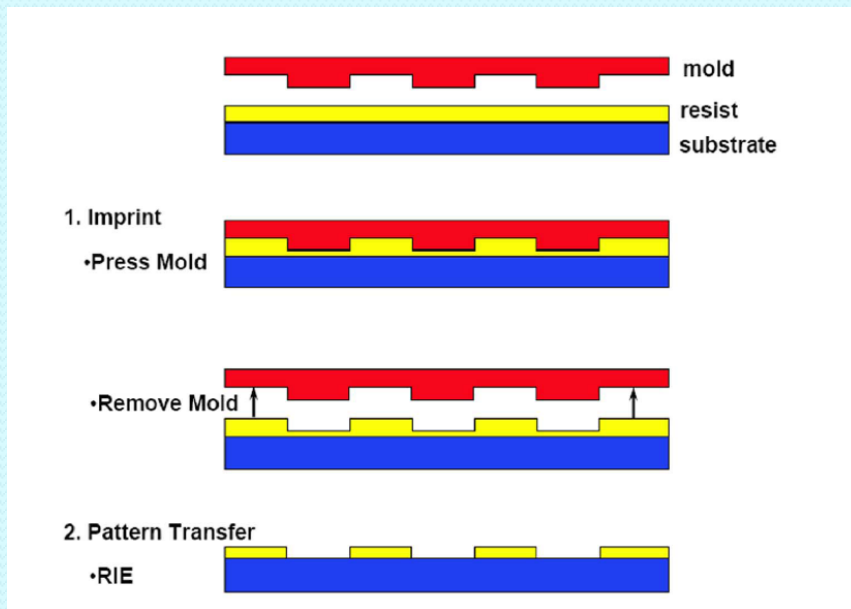 mold
resist
substrate
1. Imprint
•Press Mold
•Remove Mold
2. Pattern Transfer
•RIE